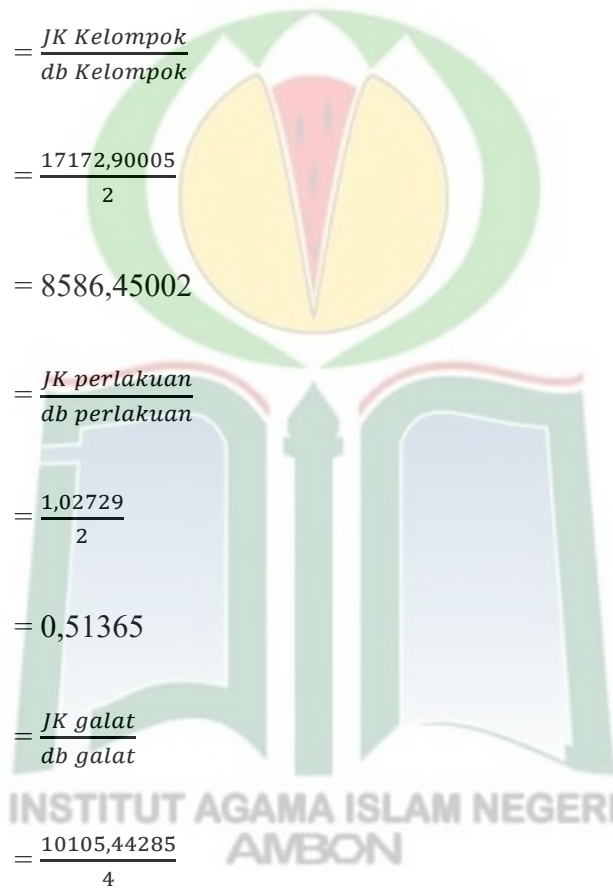 = JK Kelompok / db Kelompok
= 17172,90005 / 2
= 8586,45002
= JK perlakuan / db perlakuan
= 1,02729 / 2
= 0,51365
= JK galat / db galat
INSTITUT AGAMA ISLAM NEGERI
AMBON
= 10105,44285 / 4